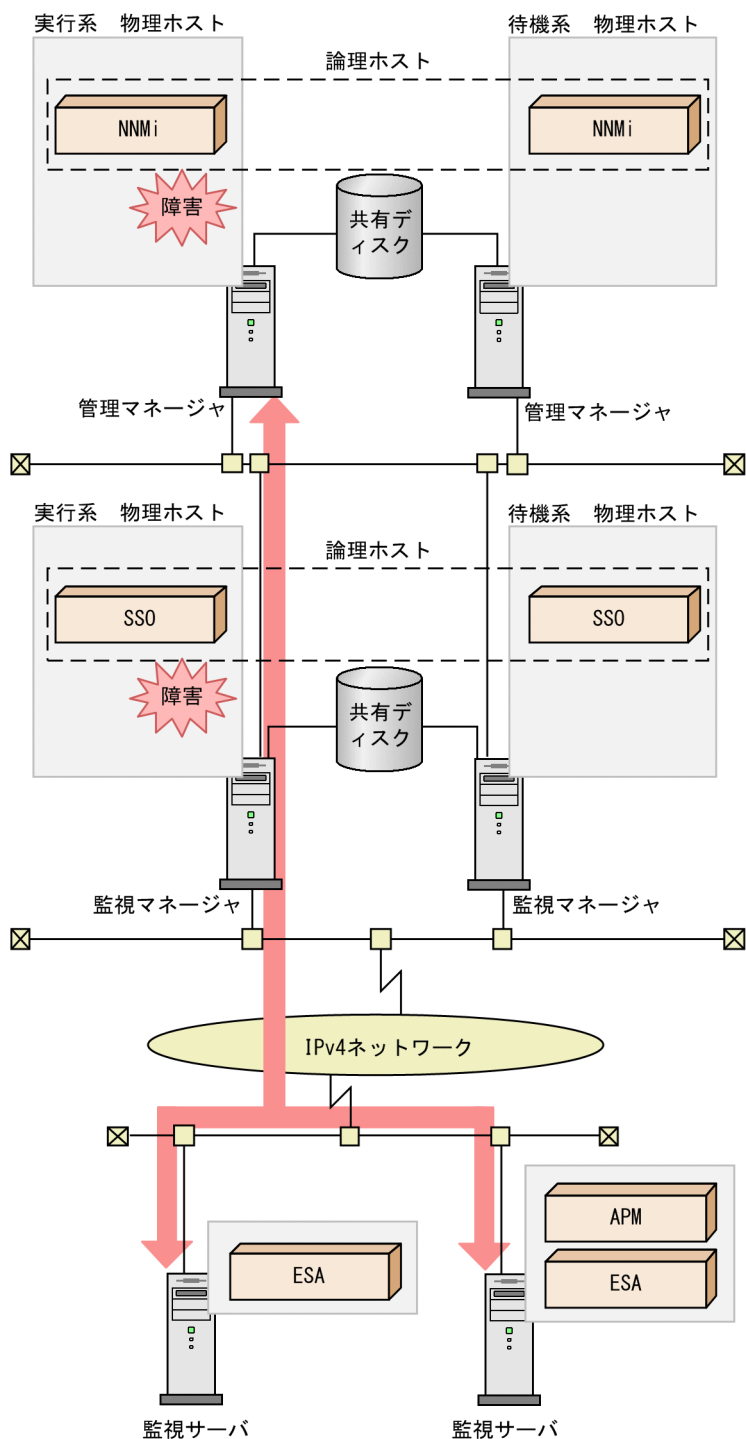 実行系　物理ホスト
待機系　物理ホスト
論理ホスト
NNMi
NNMi
障害
共有デ
ィスク
管理マネージャ
管理マネージャ
実行系　物理ホスト
待機系　物理ホスト
論理ホスト
SSO
SSO
障害
共有デ
ィスク
監視マネージャ
監視マネージャ
IPv4ネットワーク
APM
ESA
ESA
監視サーバ
監視サーバ